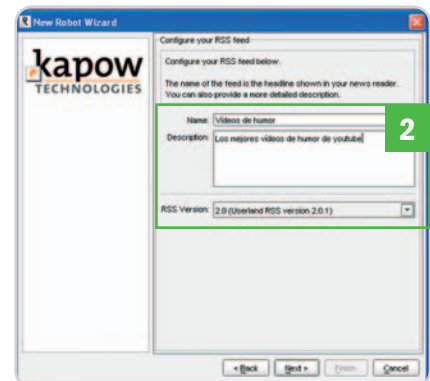 New Robot Wizard
Configure your RSS feed
kapow
TECHNOLOGIES
Configure your RSS feed below.
The name of the feed is the headline shown in your news reader.
You can also provide a more detailed description.
Name: Vídeos de humor
2
Description: Los mejores vídeos de humor de youtube
RSS Version: 2.0 (Userland RSS version 2.0.1)
< Back Next > Finish Cancel